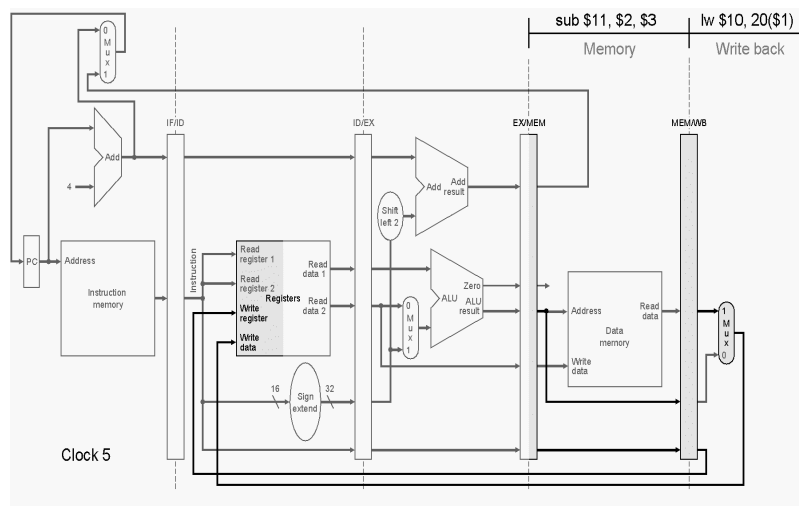 sub $11, $2, $3
lw $10, 20($1)
Memory
Write back
0
M
u
x
1
IF/ID
ID/EX
EX/MEM
MEM/WB
Add
4
Add
Add
result
Shift
left 2
PC
Address
Instruction
memory
Instruction
Read
register 1
Read
register 2
Registers
Write
register
Write
data
Read
data 1
Read
data 2
0
M
u
x
1
Zero
ALU
ALU
result
Address
Read
data
Data
memory
Write
data
1
M
u
x
0
16
Sign
extend
32
Clock 5